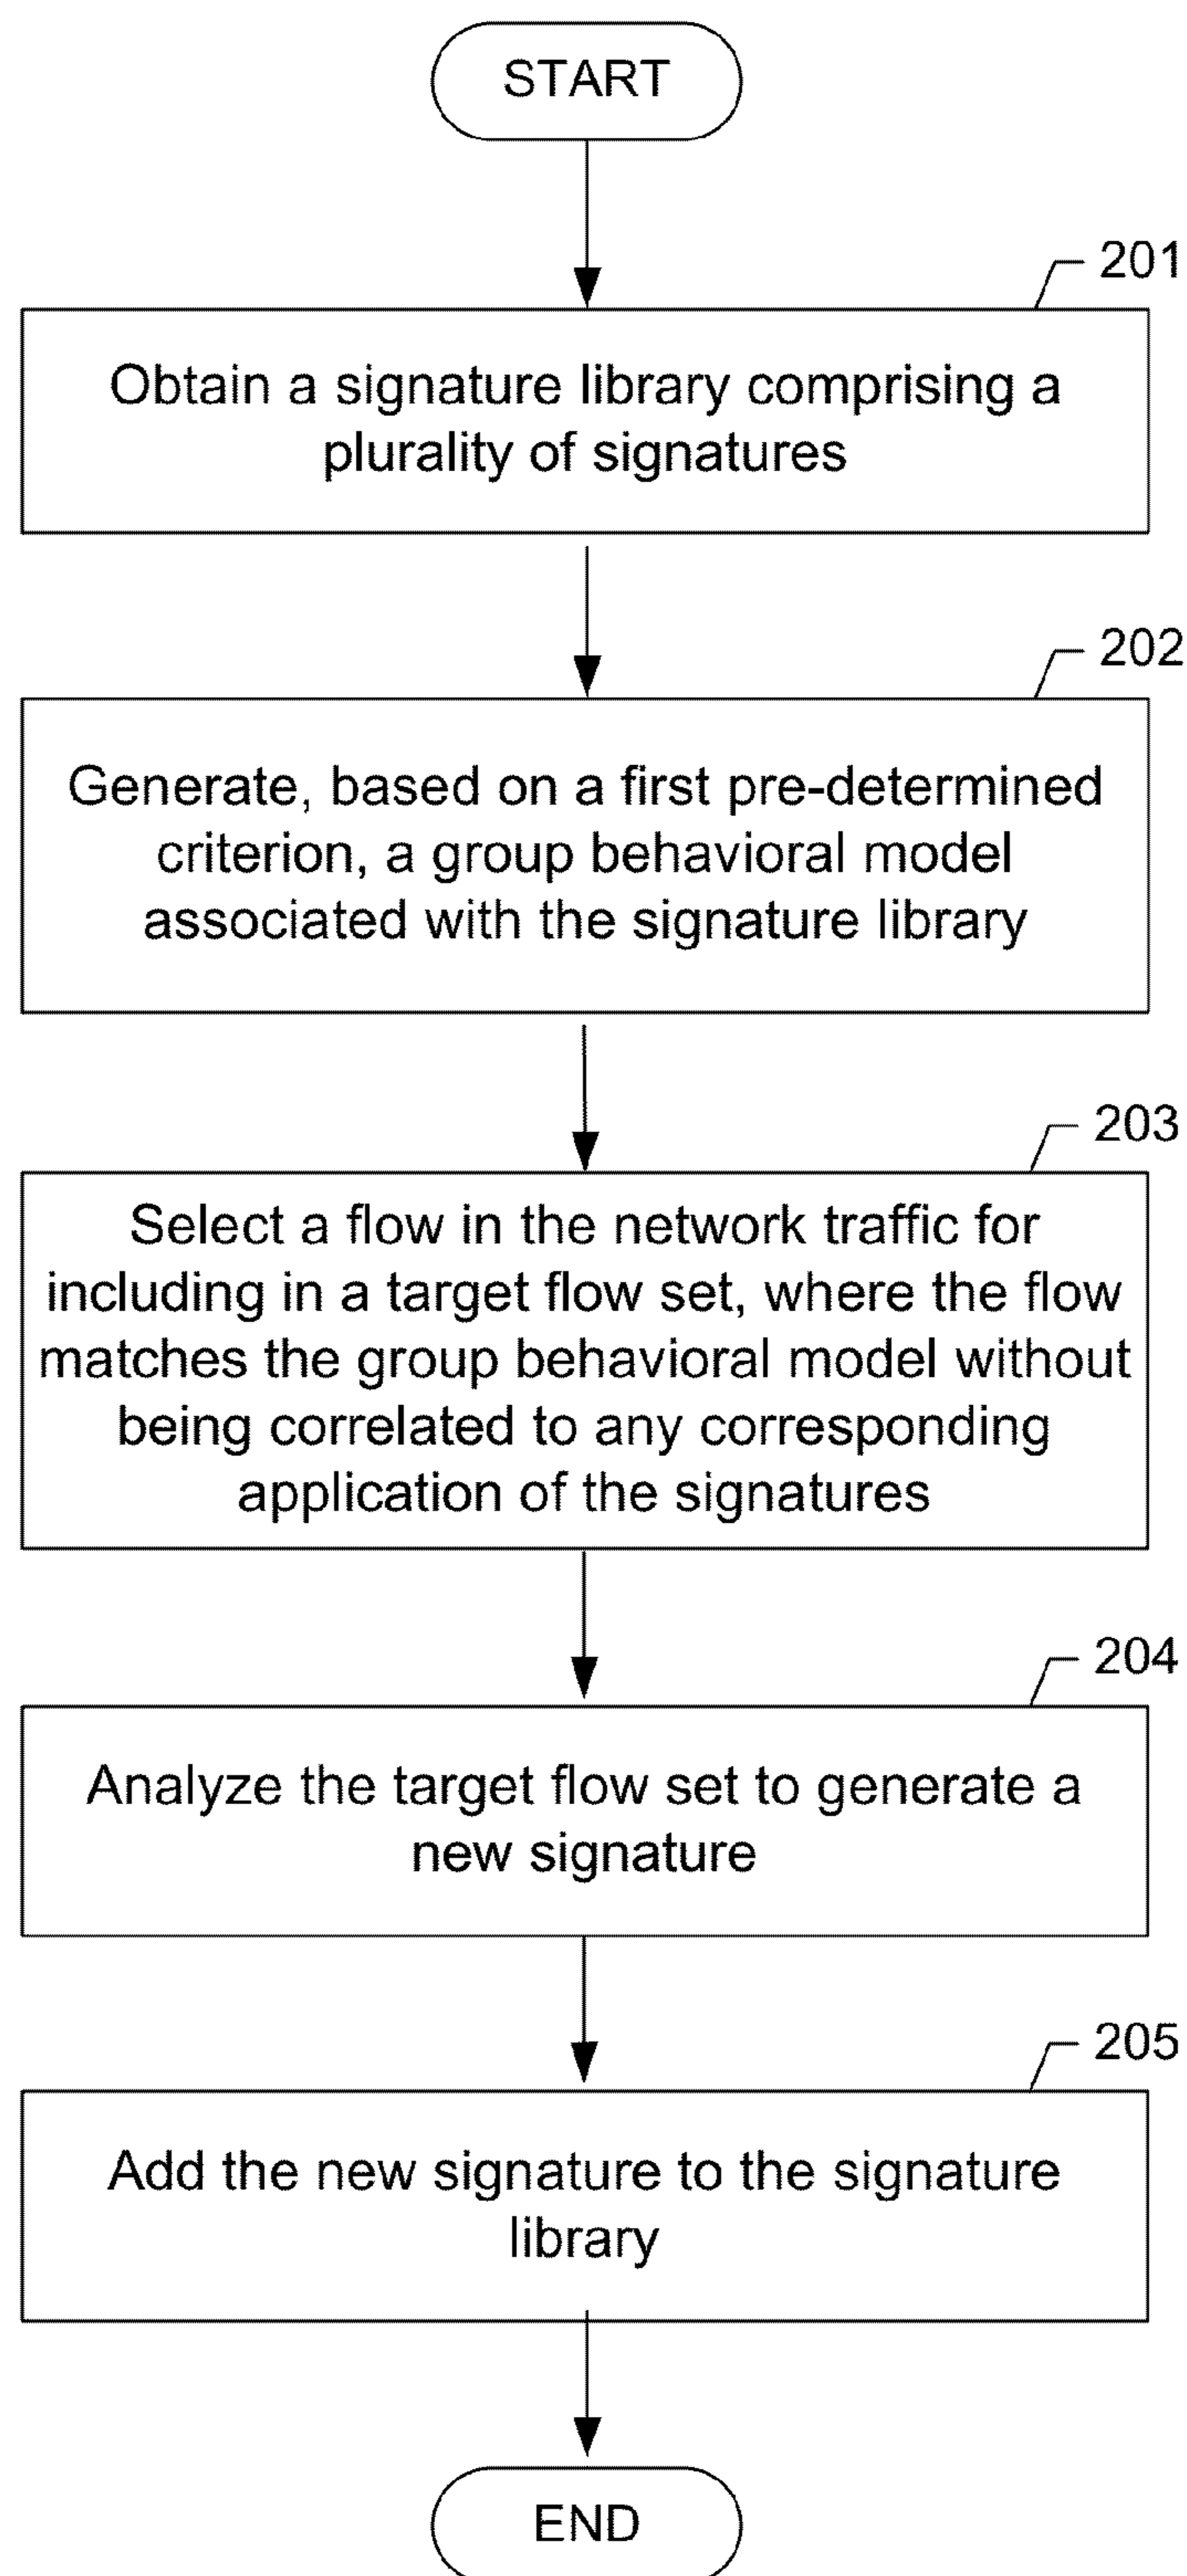 START
201
Obtain a signature library comprising a
plurality of signatures
202
Generate, based on a first pre-determined
criterion, a group behavioral model
associated with the signature library
203
Select a flow in the network traffic for
including in a target flow set, where the flow
matches the group behavioral model without
being correlated to any corresponding
application of the signatures
204
Analyze the target flow set to generate a
new signature
205
Add the new signature to the signature
library
END